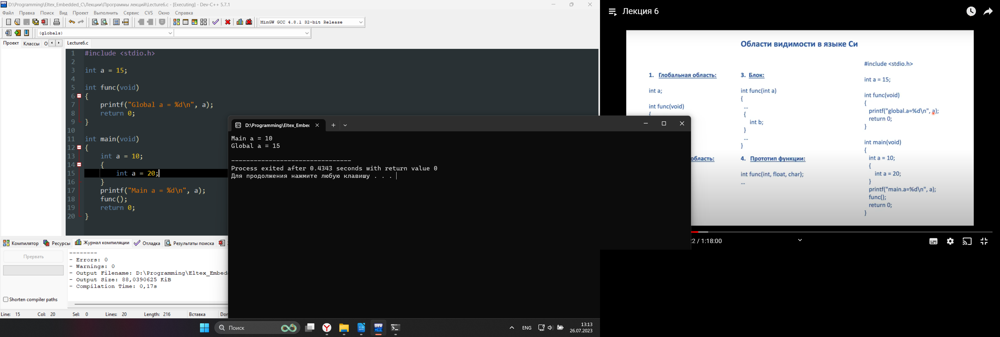 D:\Programming\Eltex_Embedded_C\Лекции\Программы лекций\Lecture6.c - [Executing] - Dev-C++ 5.7.1
Файл Правка Поиск Вид Проект Выполнить Сервис CVS Окно Справка
MinGW GCC 4.8.1 32-bit Release
(globals)
Проект Классы О
Lecture6.c
1 #include <stdio.h>
2
3 int a = 15;
4
5 int func(void)
6 {
7 printf("Global a = %d\n", a);
8 return 0;
9 }
10
11 int main(void)
12 {
13 int a = 10;
14 {
15 int a = 20;
16 }
17 printf("Main a = %d\n", a);
18 func();
19 return 0;
20 }
Компилятор Ресурсы Журнал компиляции Отладка Результаты поиска
Прервать
Shorten compiler paths
--------
- Errors: 0
- Warnings: 0
- Output Filename: D:\Programming\Eltex_Embed
- Output Size: 88,0390625 KiB
- Compilation Time: 0,17s
Line: 15 Col: 20 Sel: 0 Lines: 20 Length: 216 Вставка Don
D:\Programming\Eltex_Embec
Main a = 10
Global a = 15
--------------------------------
Process exited after 0.4343 seconds with return value 0
Для продолжения нажмите любую клавишу . . .
Лекция 6
Области видимости в языке Си
1. Глобальная область:
int a;
int func(void)
{
область:
3. Блок:
int func(int a)
{
...
{
int b;
}
...
}
4. Прототип функции:
int func(int, float, char);
...
#include <stdio.h>
int a = 15;
int func(void)
{
printf("global.a=%d\n", a);
return 0;
}
int main(void)
{
int a = 10;
{
int a = 20;
}
printf("main.a=%d\n", a);
func();
return 0;
}
22 / 1:18:00
Поиск
DEV
ENG
13:13
26.07.2023